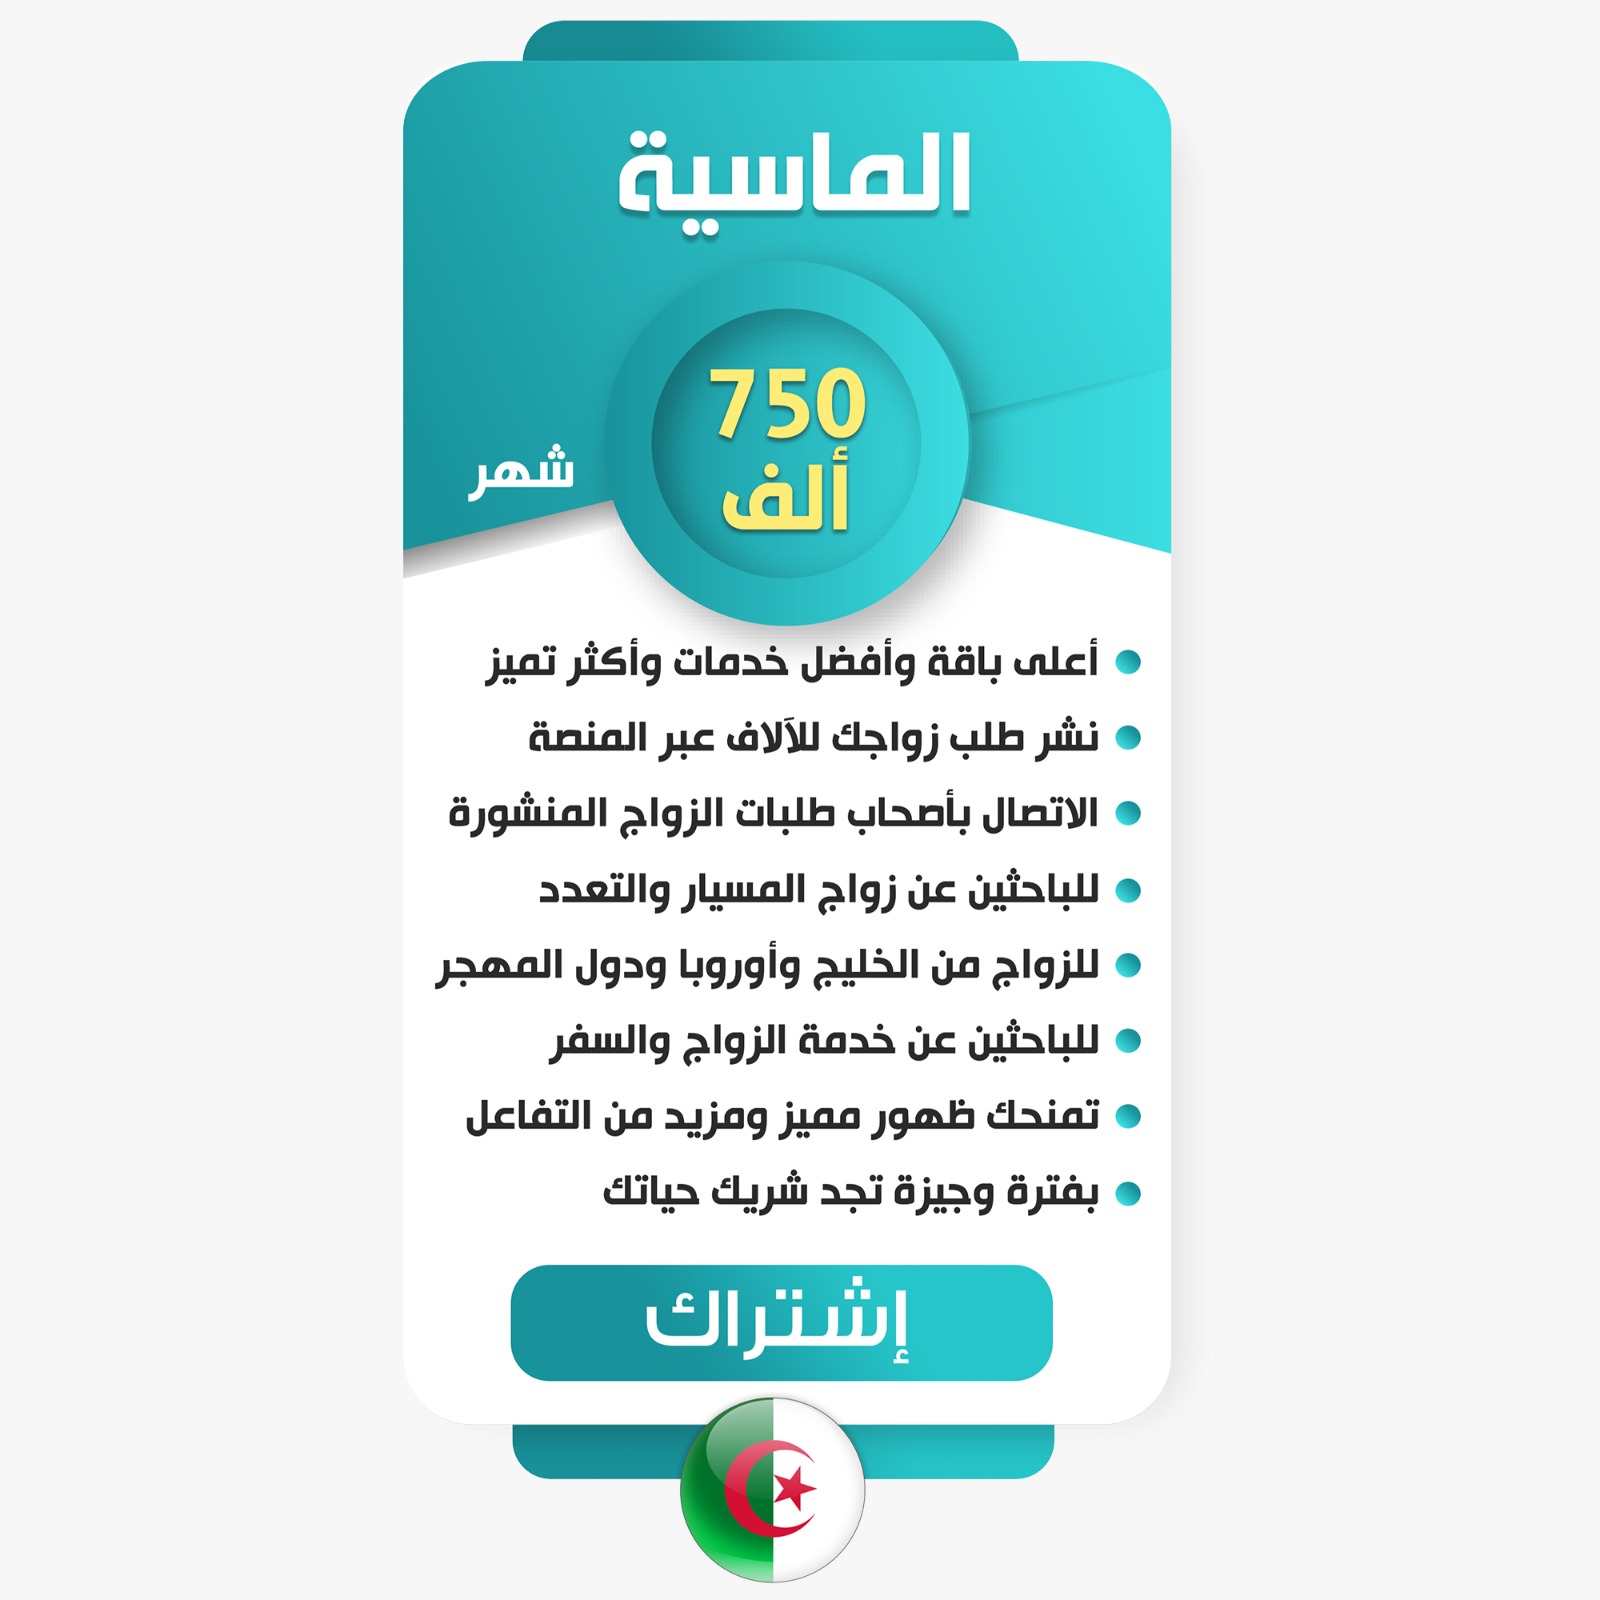 الماسية
750
ألف
شهر
أعلى باقة وأفضل خدمات وأكثر تميز
نشر طلب زواجك للآلاف عبر المنصة
الاتصال بأصحاب طلبات الزواج المنشورة
للباحثين عن زواج المسيار والتعدد
للزواج من الخليج وأوروبا ودول المهجر
للباحثين عن خدمة الزواج والسفر
تمنحك ظهور مميز ومزيد من التفاعل
بفترة وجيزة تجد شريك حياتك
إشتراك